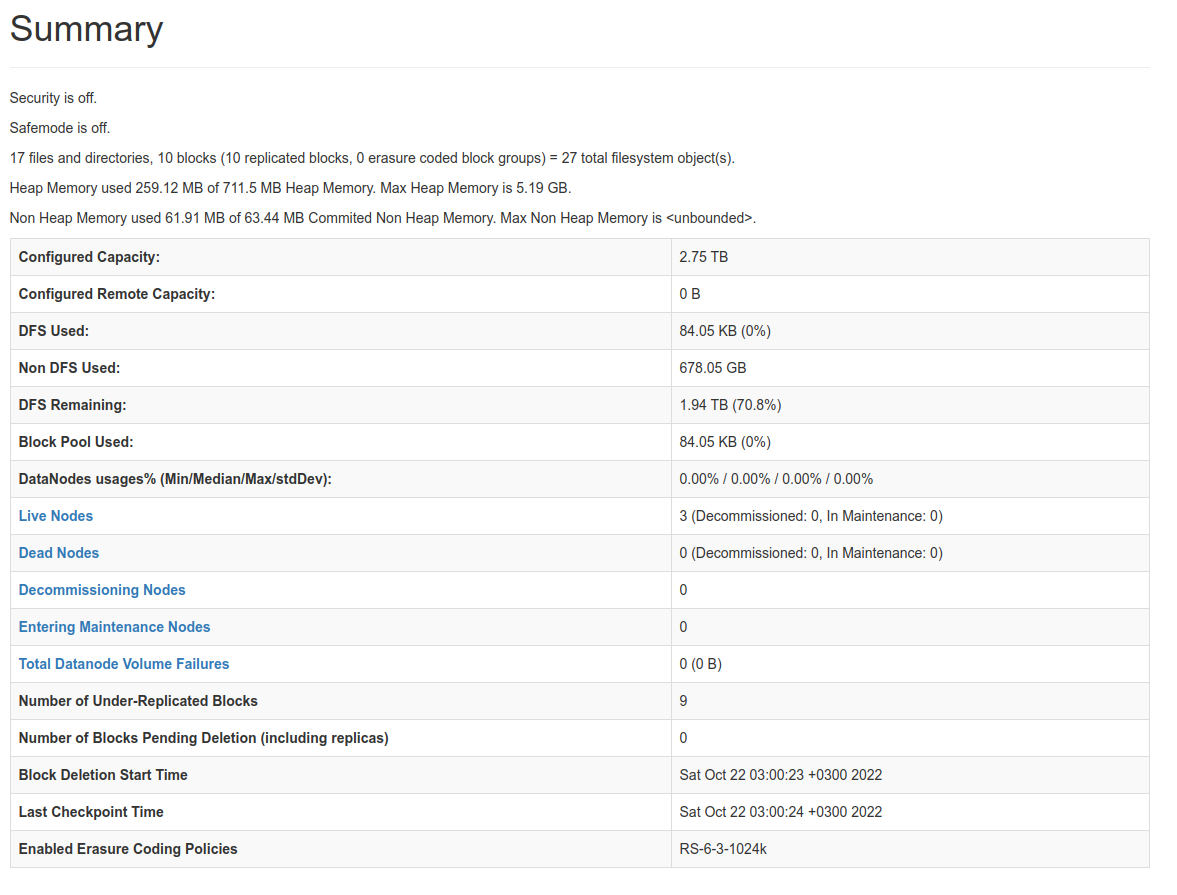 Summary
Security is off.
Safemode is off.
17 files and directories, 10 blocks (10 replicated blocks, 0 erasure coded block groups) = 27 total filesystem object(s).
Heap Memory used 259.12 MB of 711.5 MB Heap Memory. Max Heap Memory is 5.19 GB.
Non Heap Memory used 61.91 MB of 63.44 MB Commited Non Heap Memory. Max Non Heap Memory is <unbounded>.
Configured Capacity: 2.75 TB
Configured Remote Capacity: 0 B
DFS Used: 84.05 KB (0%)
Non DFS Used: 678.05 GB
DFS Remaining: 1.94 TB (70.8%)
Block Pool Used: 84.05 KB (0%)
DataNodes usages% (Min/Median/Max/stdDev): 0.00% / 0.00% / 0.00% / 0.00%
Live Nodes 3 (Decommissioned: 0, In Maintenance: 0)
Dead Nodes 0 (Decommissioned: 0, In Maintenance: 0)
Decommissioning Nodes 0
Entering Maintenance Nodes 0
Total Datanode Volume Failures 0 (0 B)
Number of Under-Replicated Blocks 9
Number of Blocks Pending Deletion (including replicas) 0
Block Deletion Start Time Sat Oct 22 03:00:23 +0300 2022
Last Checkpoint Time Sat Oct 22 03:00:24 +0300 2022
Enabled Erasure Coding Policies RS-6-3-1024k